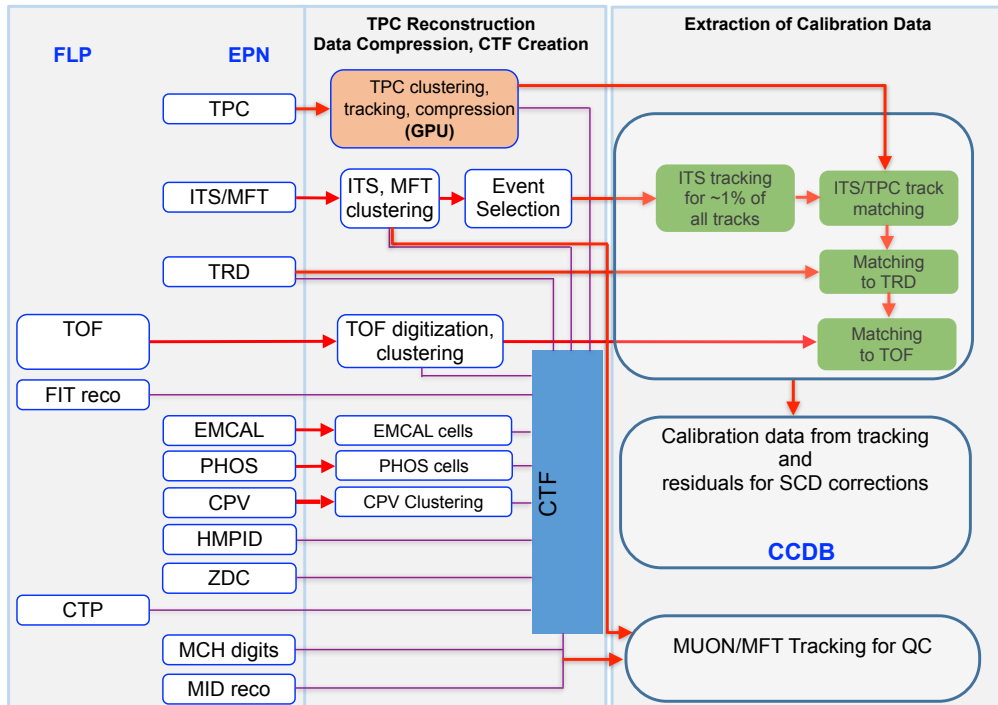 TPC Reconstruction
Data Compression, CTF Creation
Extraction of Calibration Data
FLP
EPN
TPC
TPC clustering,
tracking, compression
(GPU)
ITS/MFT
ITS, MFT
clustering
Event
Selection
ITS tracking
for ~1% of
all tracks
ITS/TPC track
matching
TRD
Matching
to TRD
TOF
TOF digitization,
clustering
Matching
to TOF
FIT reco
EMCAL
EMCAL cells
PHOS
PHOS cells
CPV
CPV Clustering
HMPID
ZDC
CTP
CTF
Calibration data from tracking
and
residuals for SCD corrections
CCDB
MCH digits
MID reco
MUON/MFT Tracking for QC